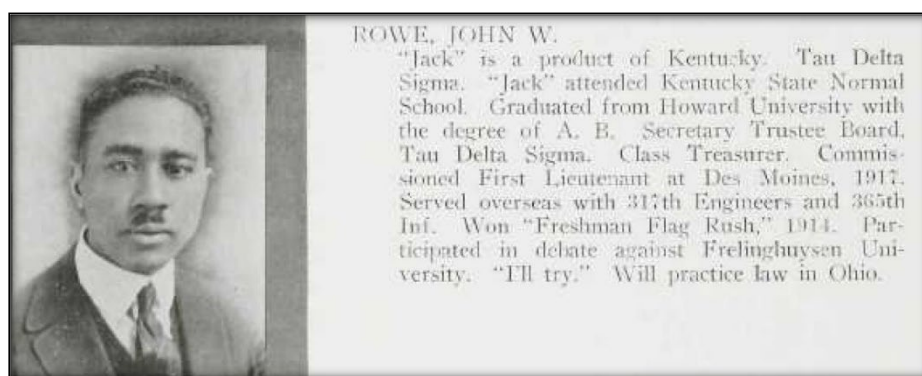 ROWE, JOHN W.
"Jack" is a product of Kentucky. Tau Delta
Sigma. "Jack" attended Kentucky State Normal
School. Graduated from Howard University with
the degree of A. B. Secretary Trustee Board,
Tau Delta Sigma. Class Treasurer. Commis-
sioned First Lieutenant at Des Moines, 1917.
Served overseas with 317th Engineers and 365th
Inf. Won "Freshman Flag Rush," 1914. Par-
ticipated in debate against Frelinghuysen Uni-
versity. "I'll try." Will practice law in Ohio.